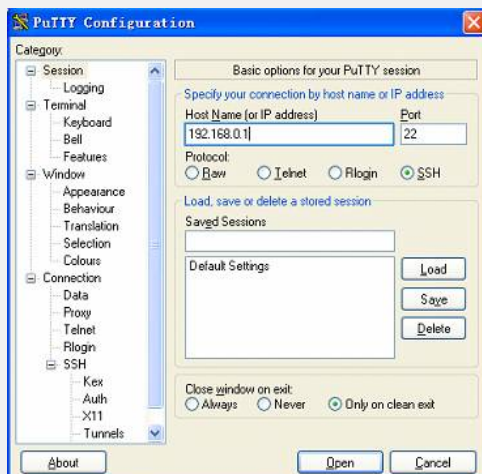 PuTTY Configuration
Category:
Session
Logging
Terminal
Keyboard
Bell
Features
Window
Appearance
Behaviour
Translation
Selection
Colours
Connection
Data
Proxy
Telnet
Rlogin
SSH
Kex
Auth
X11
Tunnels
Basic options for your PuTTY session
Specify your connection by host name or IP address
Host Name (or IP address) Port
192.168.0.1 22
Protocol:
Raw Telnet Rlogin SSH
Load, save or delete a stored session
Saved Sessions
Default Settings
Load
Save
Delete
Close window on exit:
Always Never Only on clean exit
About Open Cancel